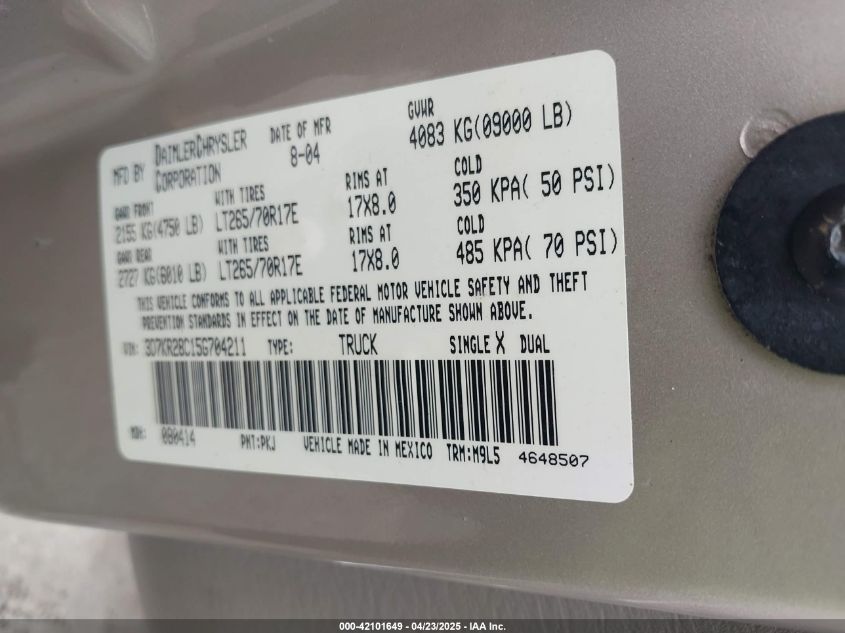 MFD BY DAIMLERCHRYSLER CORPORATION DATE OF MFR 8-04 GVWR 4083 KG(09000 LB)
GAWR FRONT WITH TIRES RIMS AT COLD
2155 KG(4750 LB) LT265/70R17E 17X8.0 350 KPA( 50 PSI)
GAWR REAR WITH TIRES RIMS AT COLD
2727 KG(6010 LB) LT265/70R17E 17X8.0 485 KPA( 70 PSI)
THIS VEHICLE CONFORMS TO ALL APPLICABLE FEDERAL MOTOR VEHICLE SAFETY AND THEFT
PREVENTION STANDARDS IN EFFECT ON THE DATE OF MANUFACTURE SHOWN ABOVE.
VIN: 3D7KR28C15G704211 TYPE: TRUCK SINGLE X DUAL
MDH: 080414 PNT:PKJ VEHICLE MADE IN MEXICO TRM:M9L5 4648507
000-42101649 - 04/23/2025 - IAA Inc.